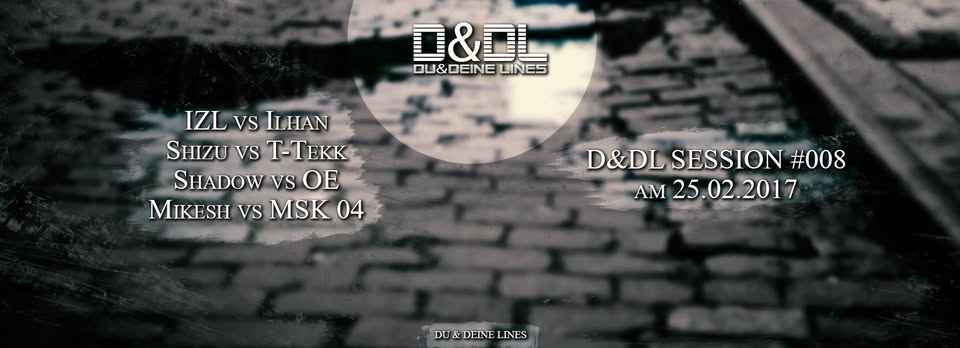 D&DL
DU&DEINE LINES
IZL vs Ilhan
Shizu vs T-Tekk
Shadow vs OE
Mikesh vs MSK 04
D&DL SESSION #008
am 25.02.2017
DU & DEINE LINES